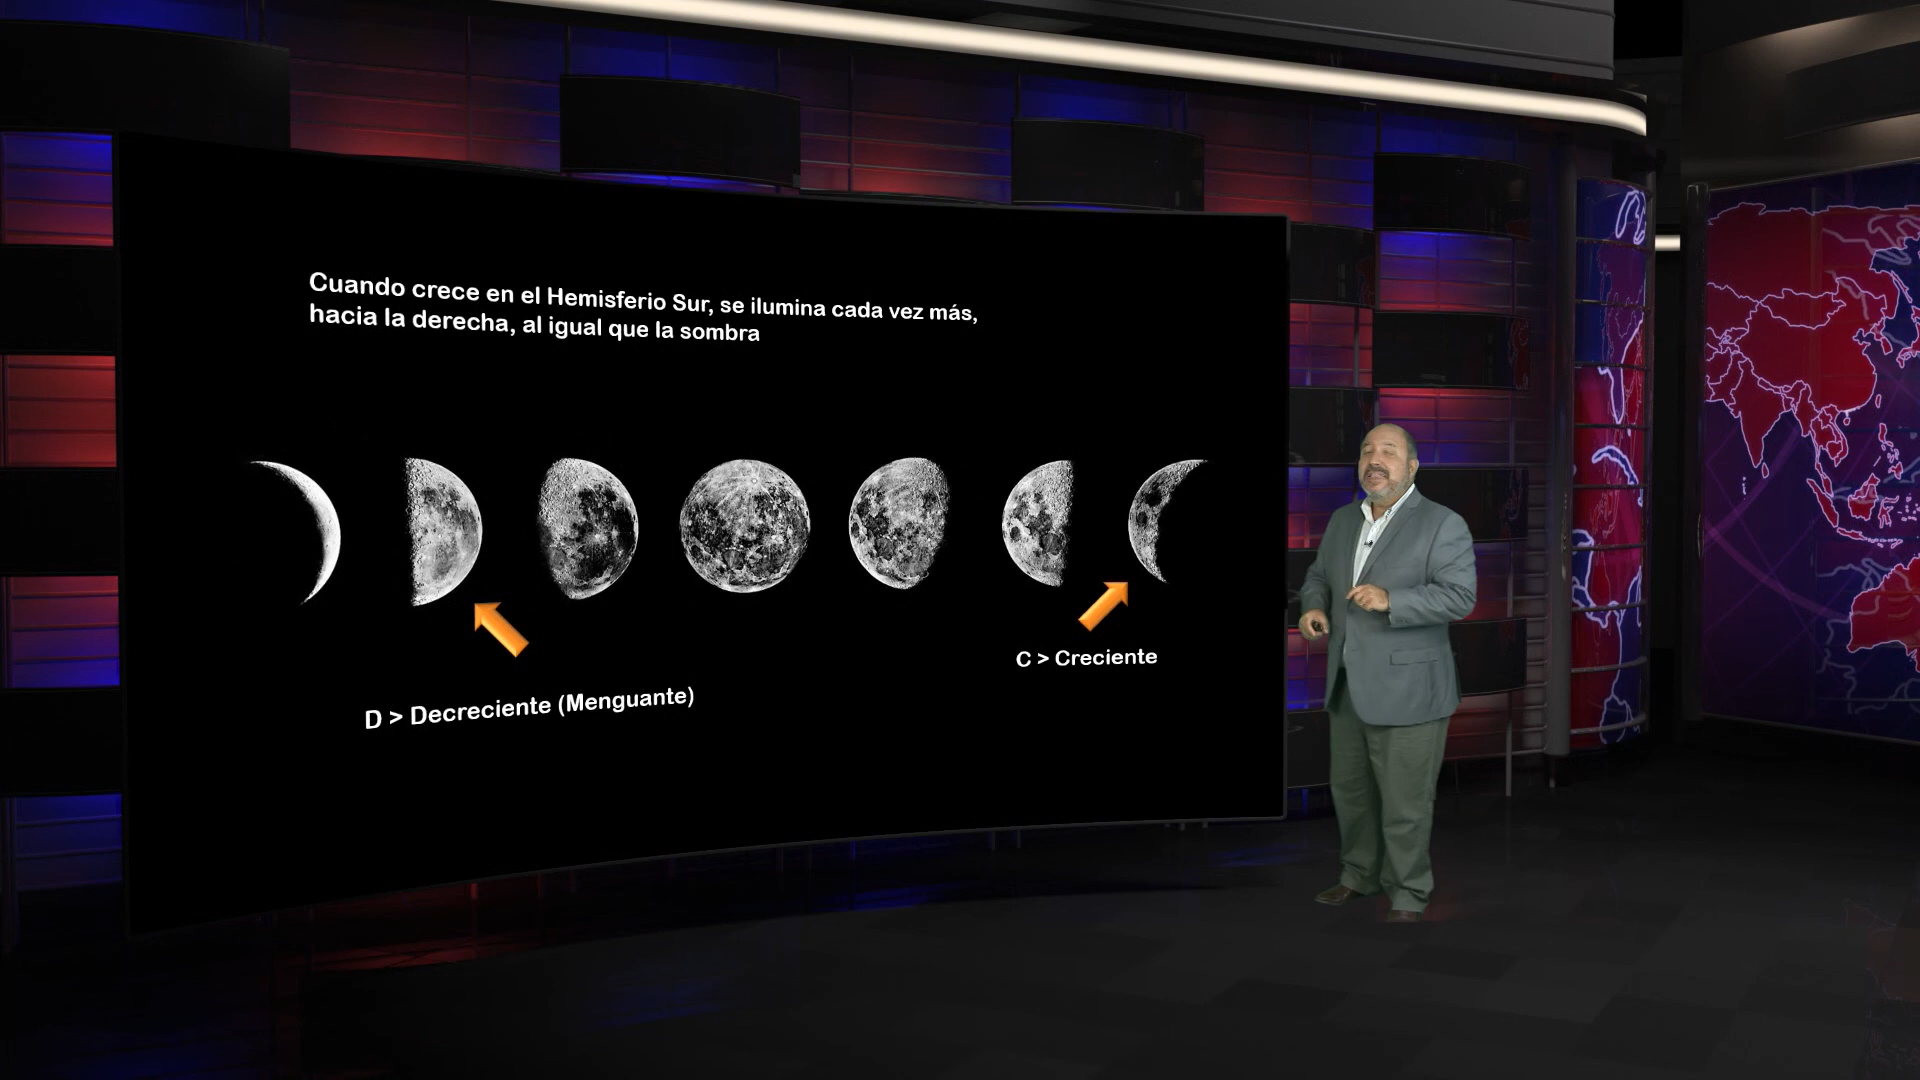 Cuando crece en el Hemisferio Sur, se ilumina cada vez más,
hacia la derecha, al igual que la sombra
C > Creciente
D > Decreciente (Menguante)